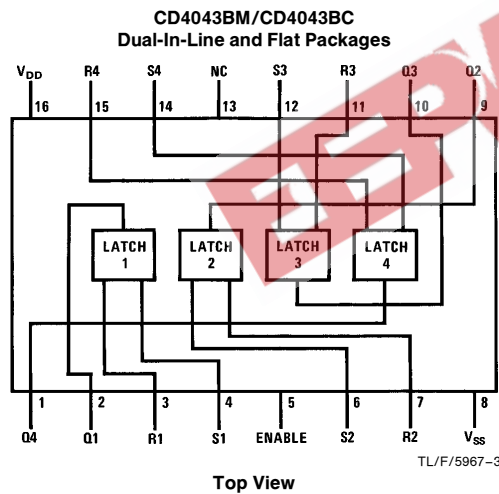 CD4043BM/CD4043BC
Dual-In-Line and Flat Packages
VDD R4 S4 NC S3 R3 Q3 Q2
16 15 14 13 12 11 10 9
LATCH 1
LATCH 2
LATCH 3
LATCH 4
1 2 3 4 5 6 7 8
Q4 Q1 R1 S1 ENABLE S2 R2 VSS
TL/F/5967–3
Top View